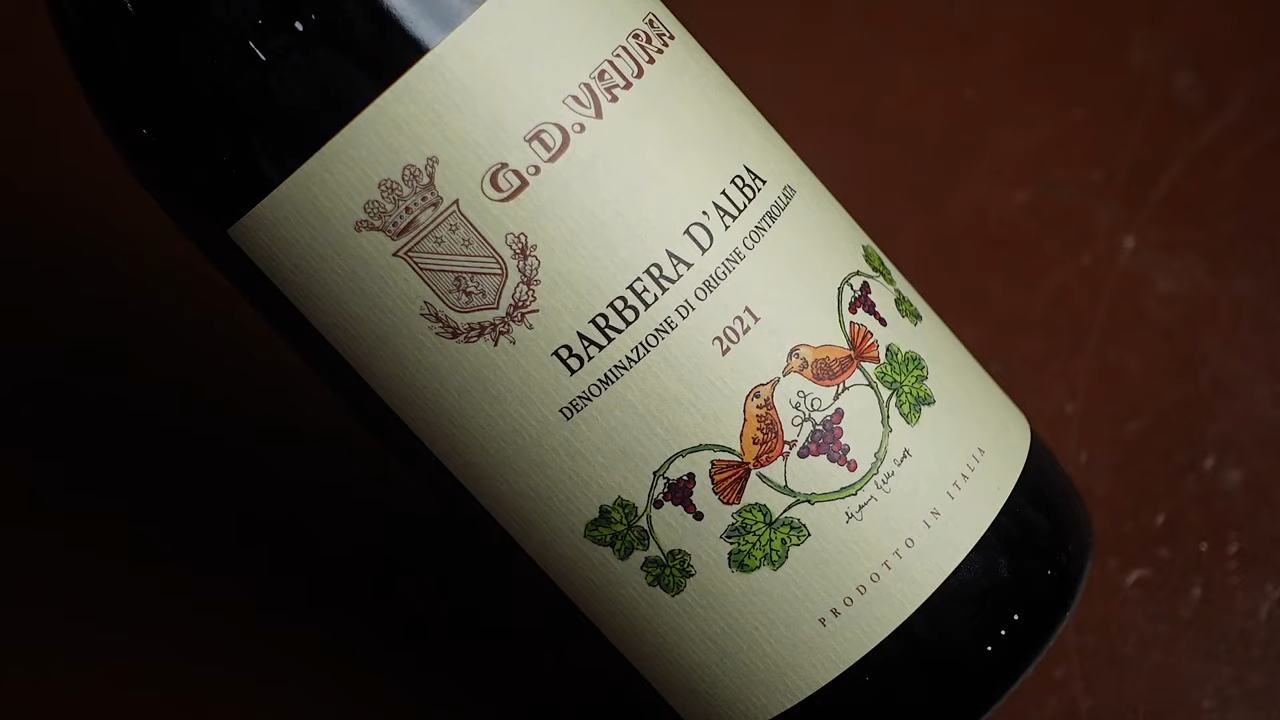 G.D.VAJRA
BARBERA D'ALBA
DENOMINAZIONE DI ORIGINE CONTROLLATA
2021
PRODOTTO IN ITALIA